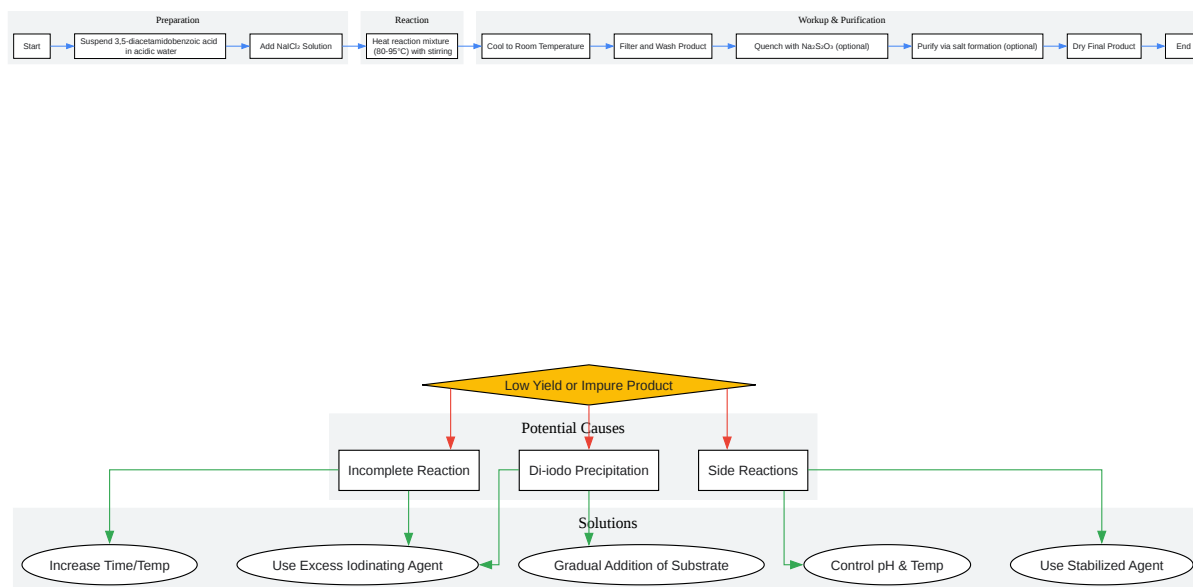 Preparation
Reaction
Workup & Purification
Start
Suspend 3,5-diacetamidobenzoic acid
in acidic water
Add NaICl₂ Solution
Heat reaction mixture
(80-95°C) with stirring
Cool to Room Temperature
Filter and Wash Product
Quench with Na₂S₂O₃ (optional)
Purify via salt formation (optional)
Dry Final Product
End
Low Yield or Impure Product
Potential Causes
Incomplete Reaction
Di-iodo Precipitation
Side Reactions
Solutions
Increase Time/Temp
Use Excess Iodinating Agent
Gradual Addition of Substrate
Control pH & Temp
Use Stabilized Agent